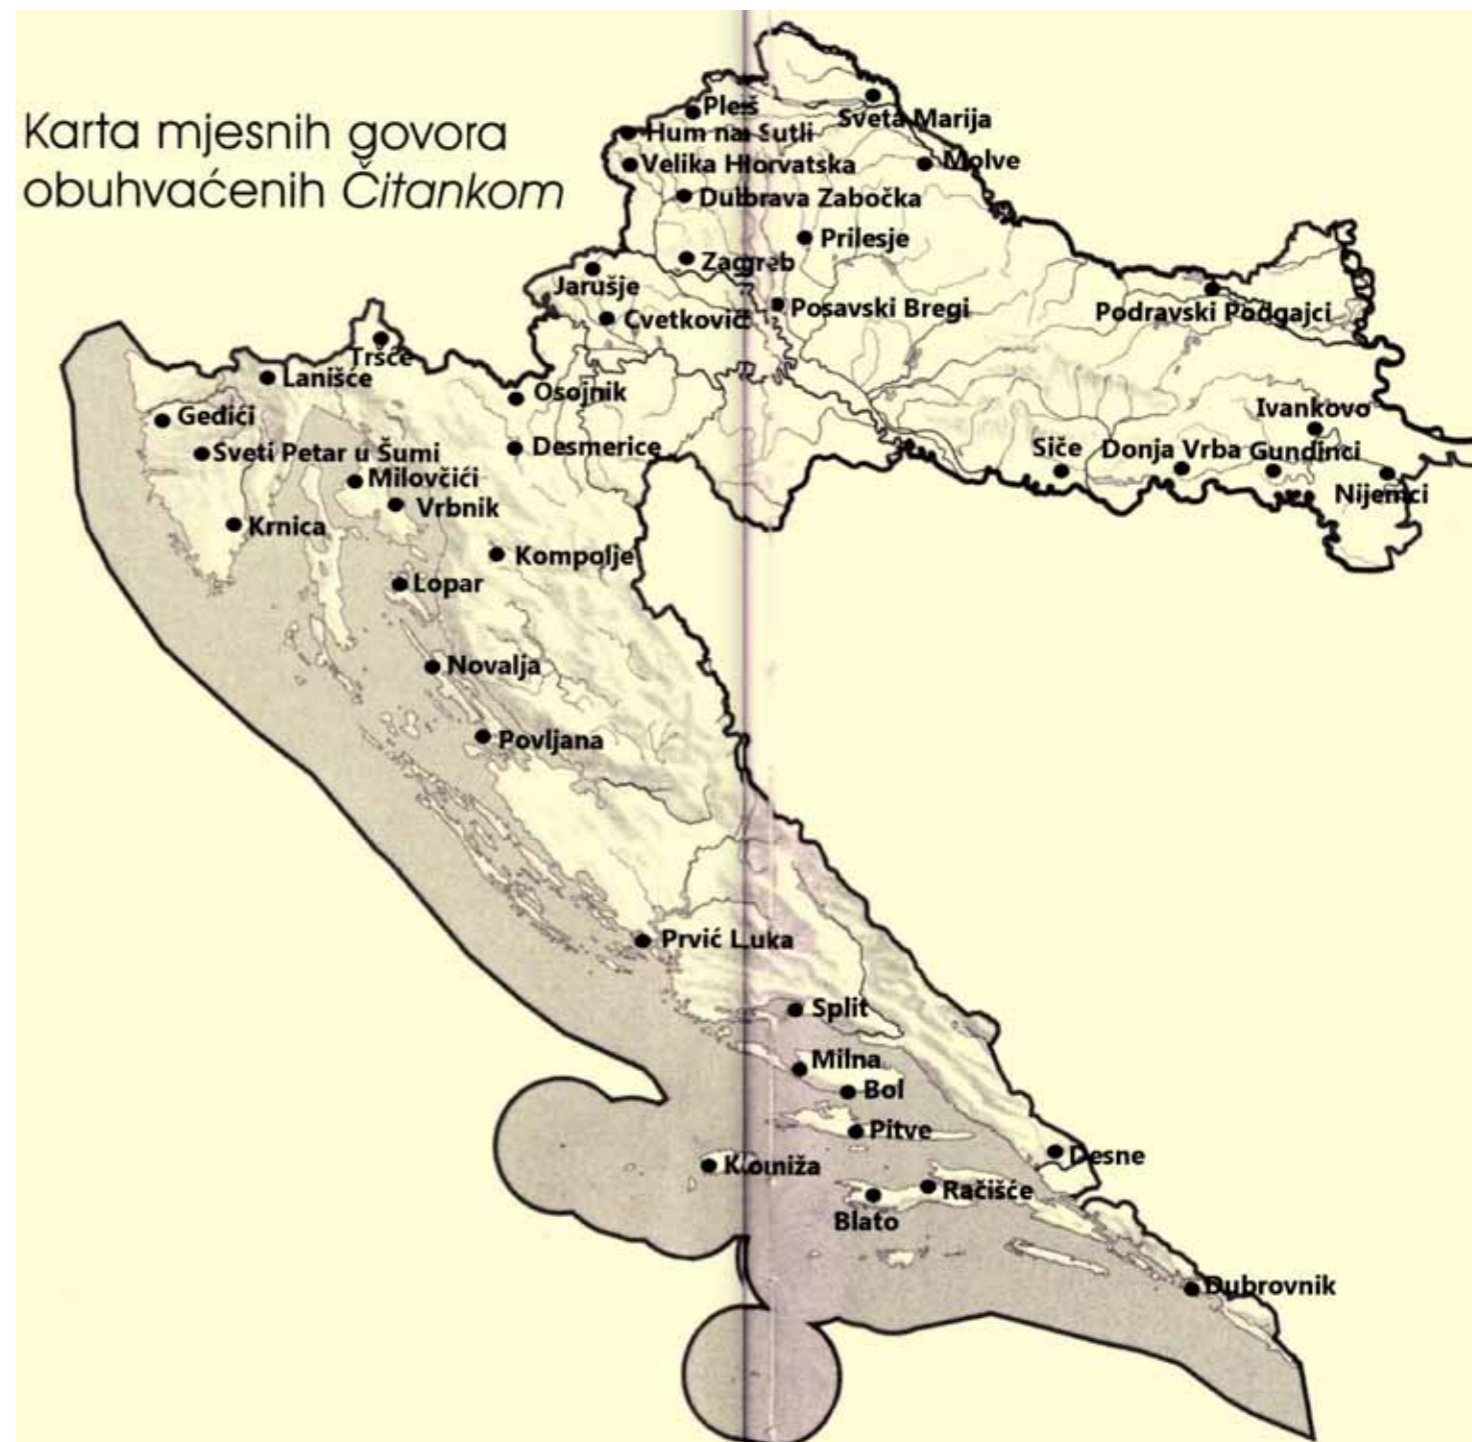 Karta mjesnih govora
obuhvaćenih Čitankom
Pleš
Sveta Marija
Hum na Sutli
Velika Horvatska
Molve
Dubrava Zabočka
Prilesje
Zagreb
Jarušje
Cvetković
Posavski Bregi
Podravski Podgajci
Tršće
Lanišće
Osojnik
Gedići
Ivankovo
Sveti Petar u Šumi
Desmerice
Siče
Donja Vrba
Gundinci
Milovčići
Nijemci
Vrbnik
Krnica
Kompolje
Lopar
Novalja
Povljana
Prvić Luka
Split
Milna
Bol
Pitve
Desne
Komiža
Račišće
Blato
Dubrovnik